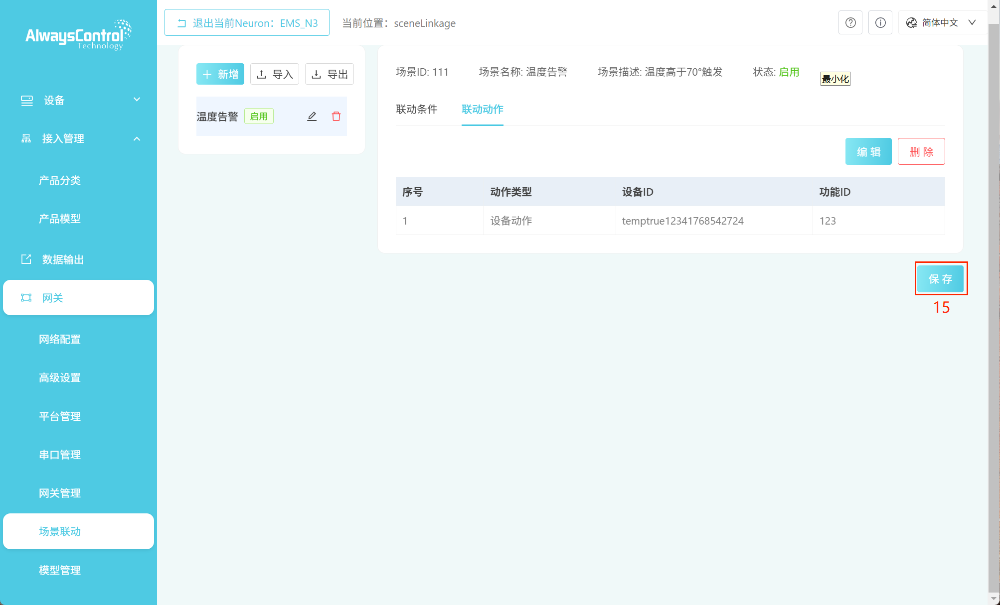 AlwaysControl
Technology
设备
接入管理
产品分类
产品模型
数据输出
网关
网络配置
高级设置
平台管理
串口管理
网关管理
场景联动
模型管理
退出当前Neuron：EMS_N3
当前位置：sceneLinkage
简体中文
新增
导入
导出
温度告警 启用
场景ID: 111 场景名称: 温度告警 场景描述: 温度高于70°触发 状态: 启用
最小化
联动条件 联动动作
编 辑 删 除
序号 动作类型 设备ID 功能ID
1 设备动作 temptrue12341768542724 123
保 存
15